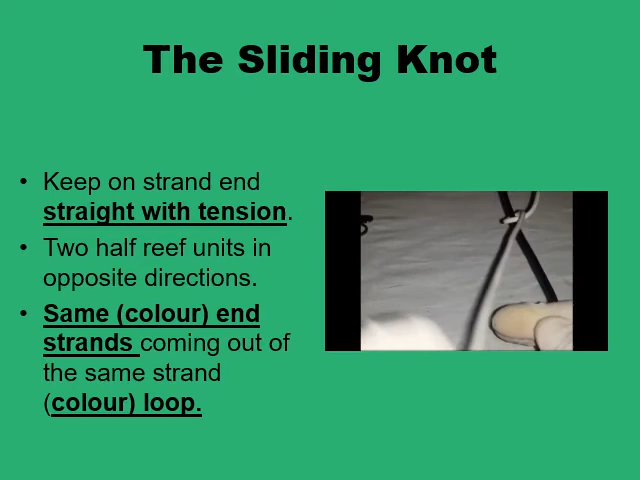 The Sliding Knot
• Keep on strand end
straight with tension.
• Two half reef units in
opposite directions.
• Same (colour) end
strands coming out of
the same strand
(colour) loop.